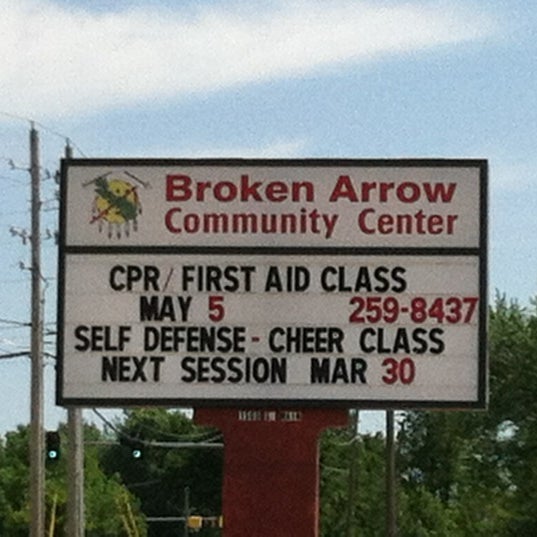 Broken Arrow
Community Center
CPR/FIRST AID CLASS
MAY 5 259-8437
SELF DEFENSE-CHEER CLASS
NEXT SESSION MAR 30